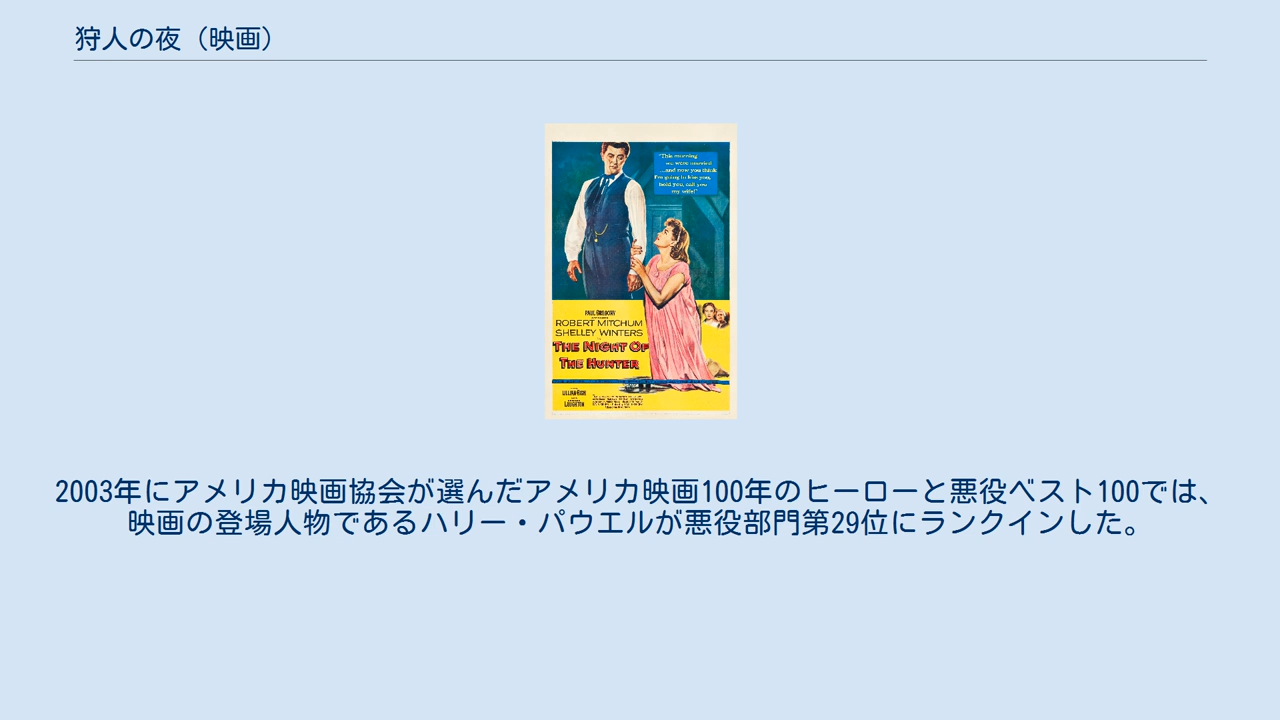 狩人の夜（映画）
"This morning
we were married
...and now you think
I'm going to kiss you,
hold you, call you
my wife!"
PAUL GREGORY
ROBERT MITCHUM
SHELLEY WINTERS
THE NIGHT OF
THE HUNTER
LILLIAN GISH
LAUGHTON
2003年にアメリカ映画協会が選んだアメリカ映画100年のヒーローと悪役ベスト100では、
映画の登場人物であるハリー・パウエルが悪役部門第29位にランクインした。